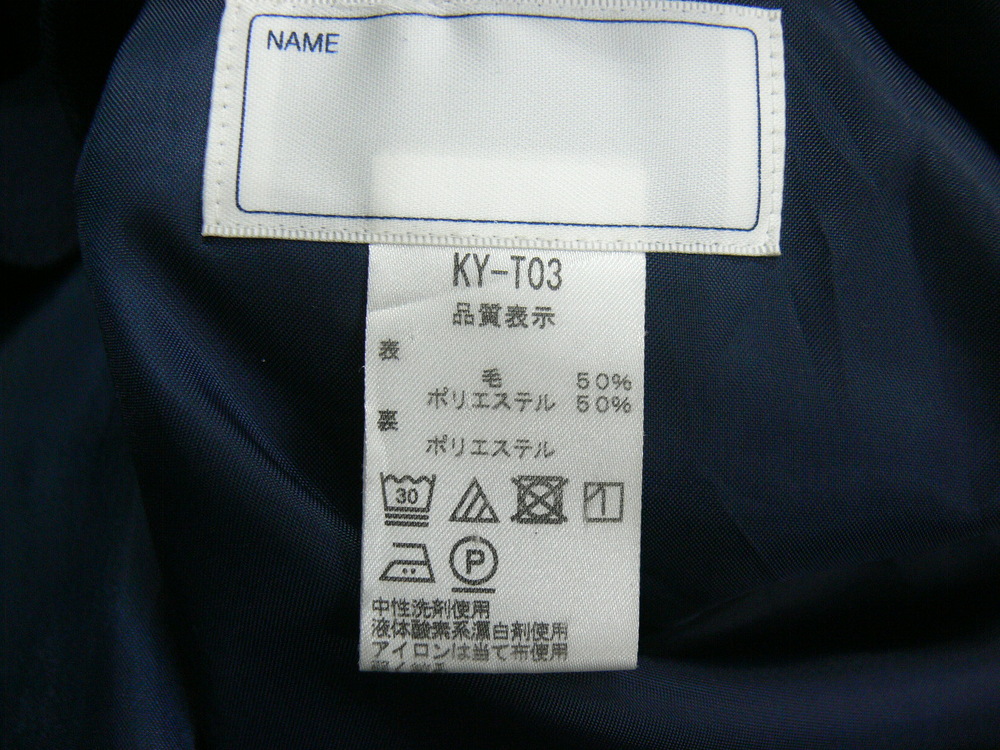 NAME
KY-T03
品質表示
表
毛 50%
ポリエステル 50%
裏
ポリエステル
30
P
中性洗剤使用
液体酸素系漂白剤使用
アイロンは当て布使用